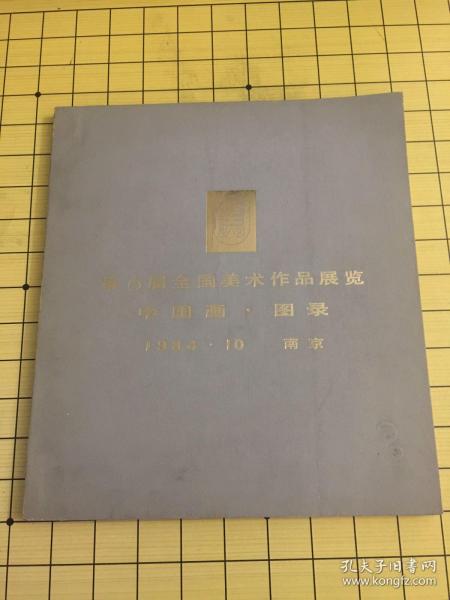 第六届全国美术作品展览
中国画·图录
1984·10 南京
孔夫子旧书网
www.kongfz.com